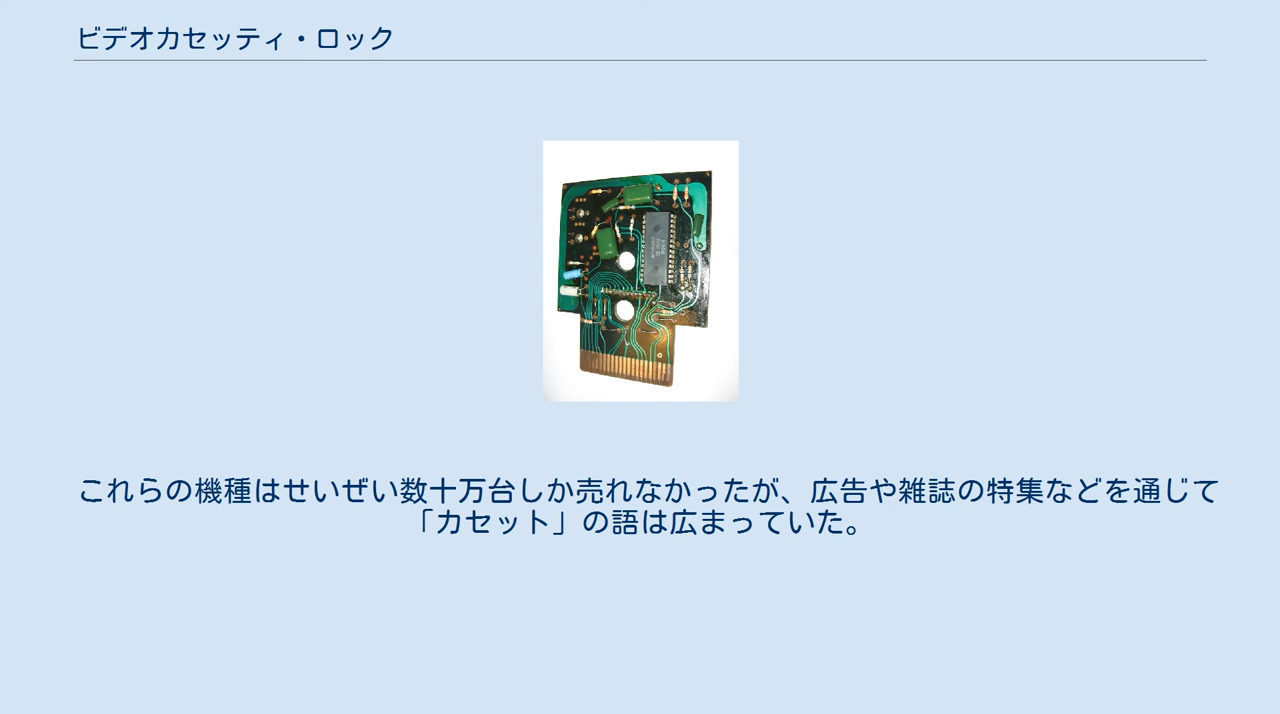 ビデオカセッティ・ロック
これらの機種はせいぜい数十万台しか売れなかったが、広告や雑誌の特集などを通じて
「カセット」の語は広まっていた。